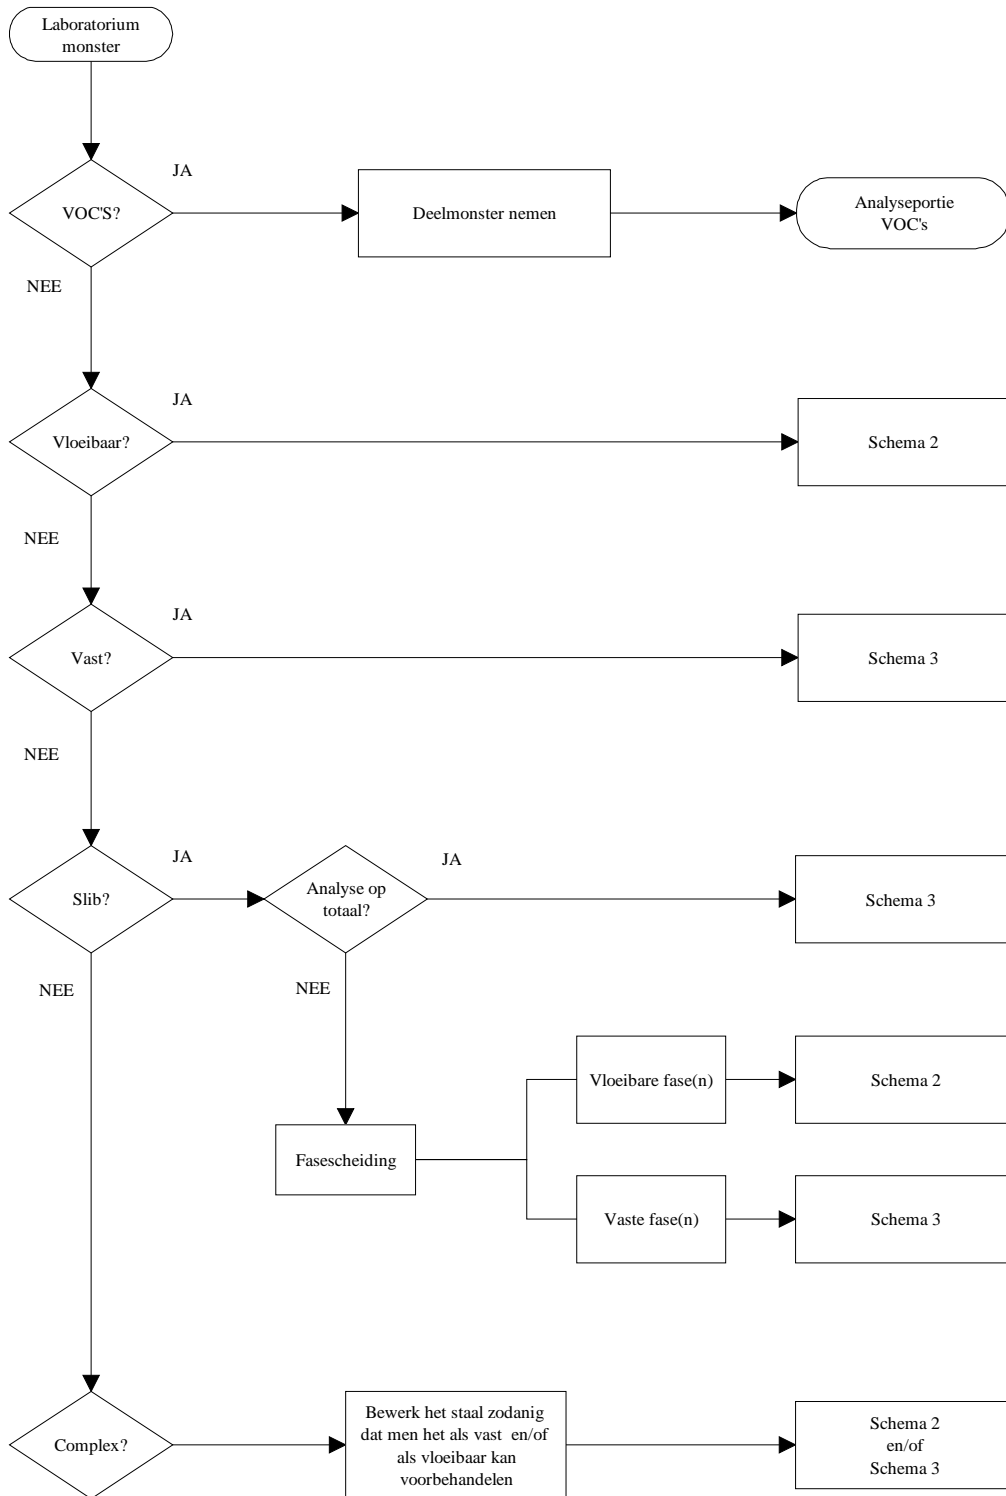 Laboratorium
monster
JA
VOC'S?
Deelmonster nemen
Analyseportie
VOC's
NEE
JA
Vloeibaar?
Schema 2
NEE
JA
Vast?
Schema 3
NEE
JA
Slib?
Analyse op
totaal?
JA
Schema 3
NEE
NEE
Vloeibare fase(n)
Schema 2
Fasescheiding
Vaste fase(n)
Schema 3
Complex?
Bewerk het staal zodanig
dat men het als vast en/of
als vloeibaar kan
voorbehandelen
Schema 2
en/of
Schema 3